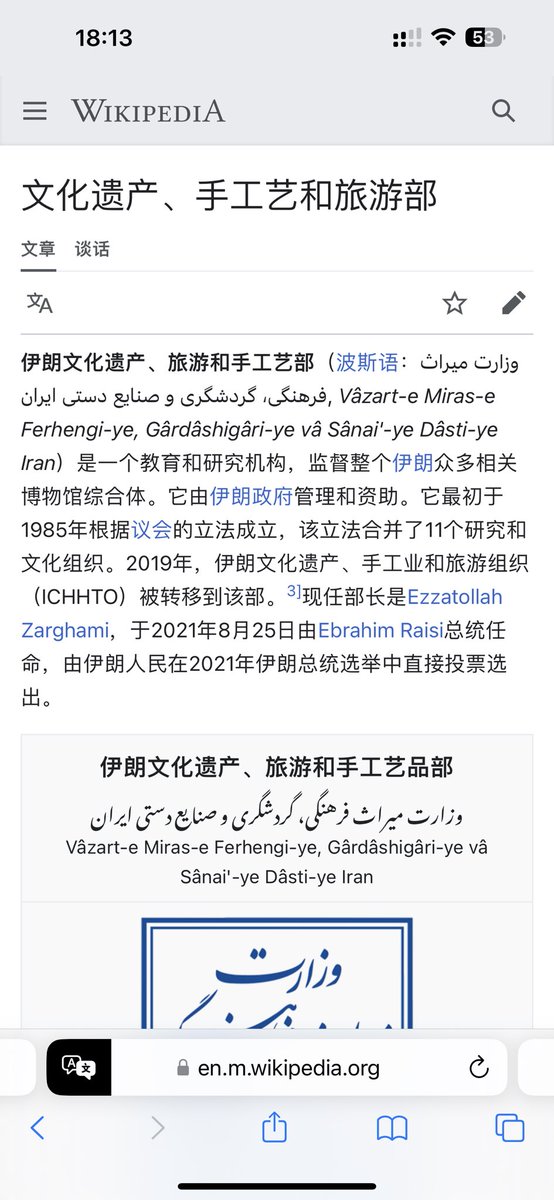 18:13
53
WIKIPEDIA
文化遗产、手工艺和旅游部
文章 谈话
伊朗文化遗产、旅游和手工艺部（波斯语：وزارت میراث
فرهنگی، گردشگری و صنایع دستی ایران, Vâzart-e Miras-e
Ferhengi-ye, Gârdâshigâri-ye vâ Sânai'-ye Dâsti-ye
Iran）是一个教育和研究机构，监督整个伊朗众多相关
博物馆综合体。它由伊朗政府管理和资助。它最初于
1985年根据议会的立法成立，该立法合并了11个研究和
文化组织。2019年，伊朗文化遗产、手工业和旅游组织
（ICHHTO）被转移到该部。3]现任部长是Ezzatollah
Zarghami，于2021年8月25日由Ebrahim Raisi总统任
命，由伊朗人民在2021年伊朗总统选举中直接投票选
出。
伊朗文化遗产、旅游和手工艺品部
وزارت میراث فرهنگی، گردشگری و صنایع دستی ایران
Vâzart-e Miras-e Ferhengi-ye, Gârdâshigâri-ye vâ
Sânai'-ye Dâsti-ye Iran
وزارت
en.m.wikipedia.org